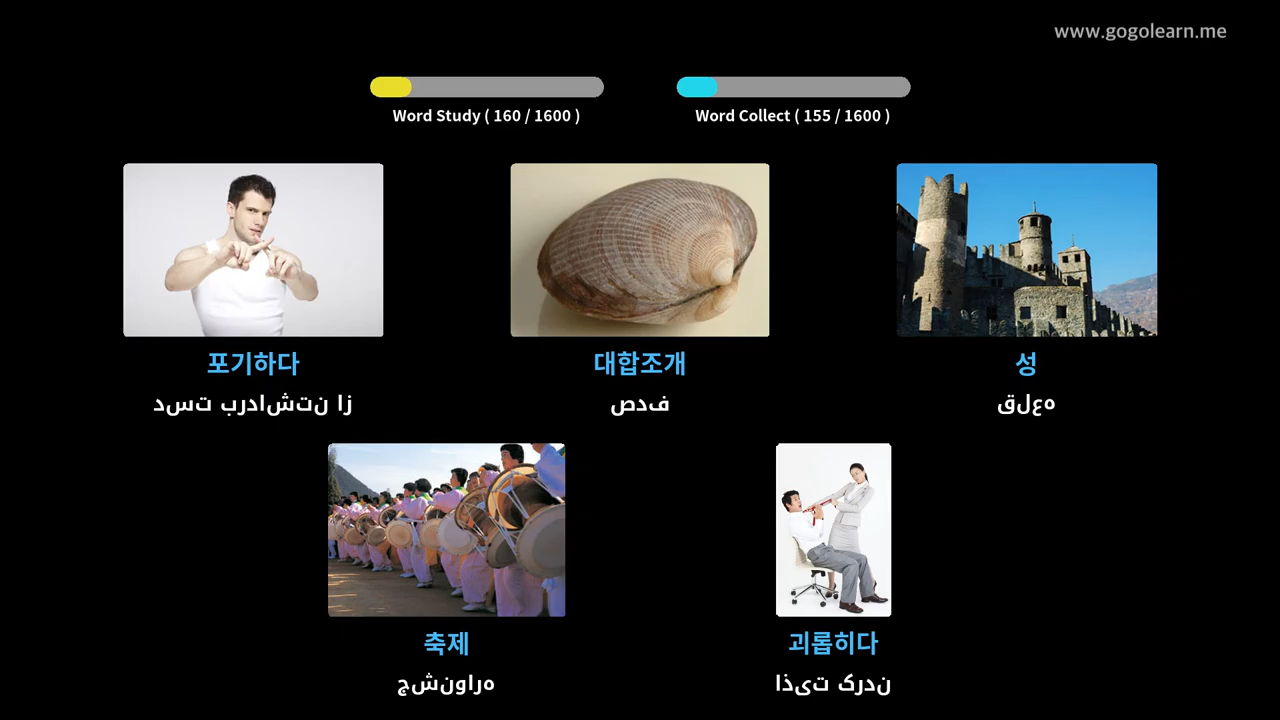 www.gogolearn.me
Word Study ( 160 / 1600 )
Word Collect ( 155 / 1600 )
포기하다
دست برداشتن از
대합조개
صدف
성
قلعه
축제
جشنواره
괴롭히다
اذیت کردن